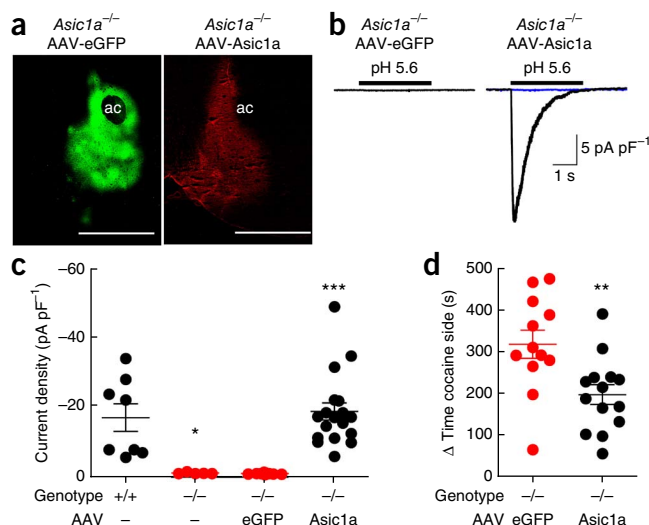 a
Asic1a−/−
AAV-eGFP
Asic1a−/−
AAV-Asic1a
ac
ac
b
Asic1a−/−
AAV-eGFP
Asic1a−/−
AAV-Asic1a
pH 5.6
pH 5.6
5 pA pF−1
1 s
c
Current density (pA pF−1)
−60
−40
−20
0
*
***
Genotype +/+ −/− −/− −/−
AAV – – eGFP Asic1a
d
Δ Time cocaine side (s)
500
400
300
200
100
0
**
Genotype −/− −/−
AAV eGFP Asic1a